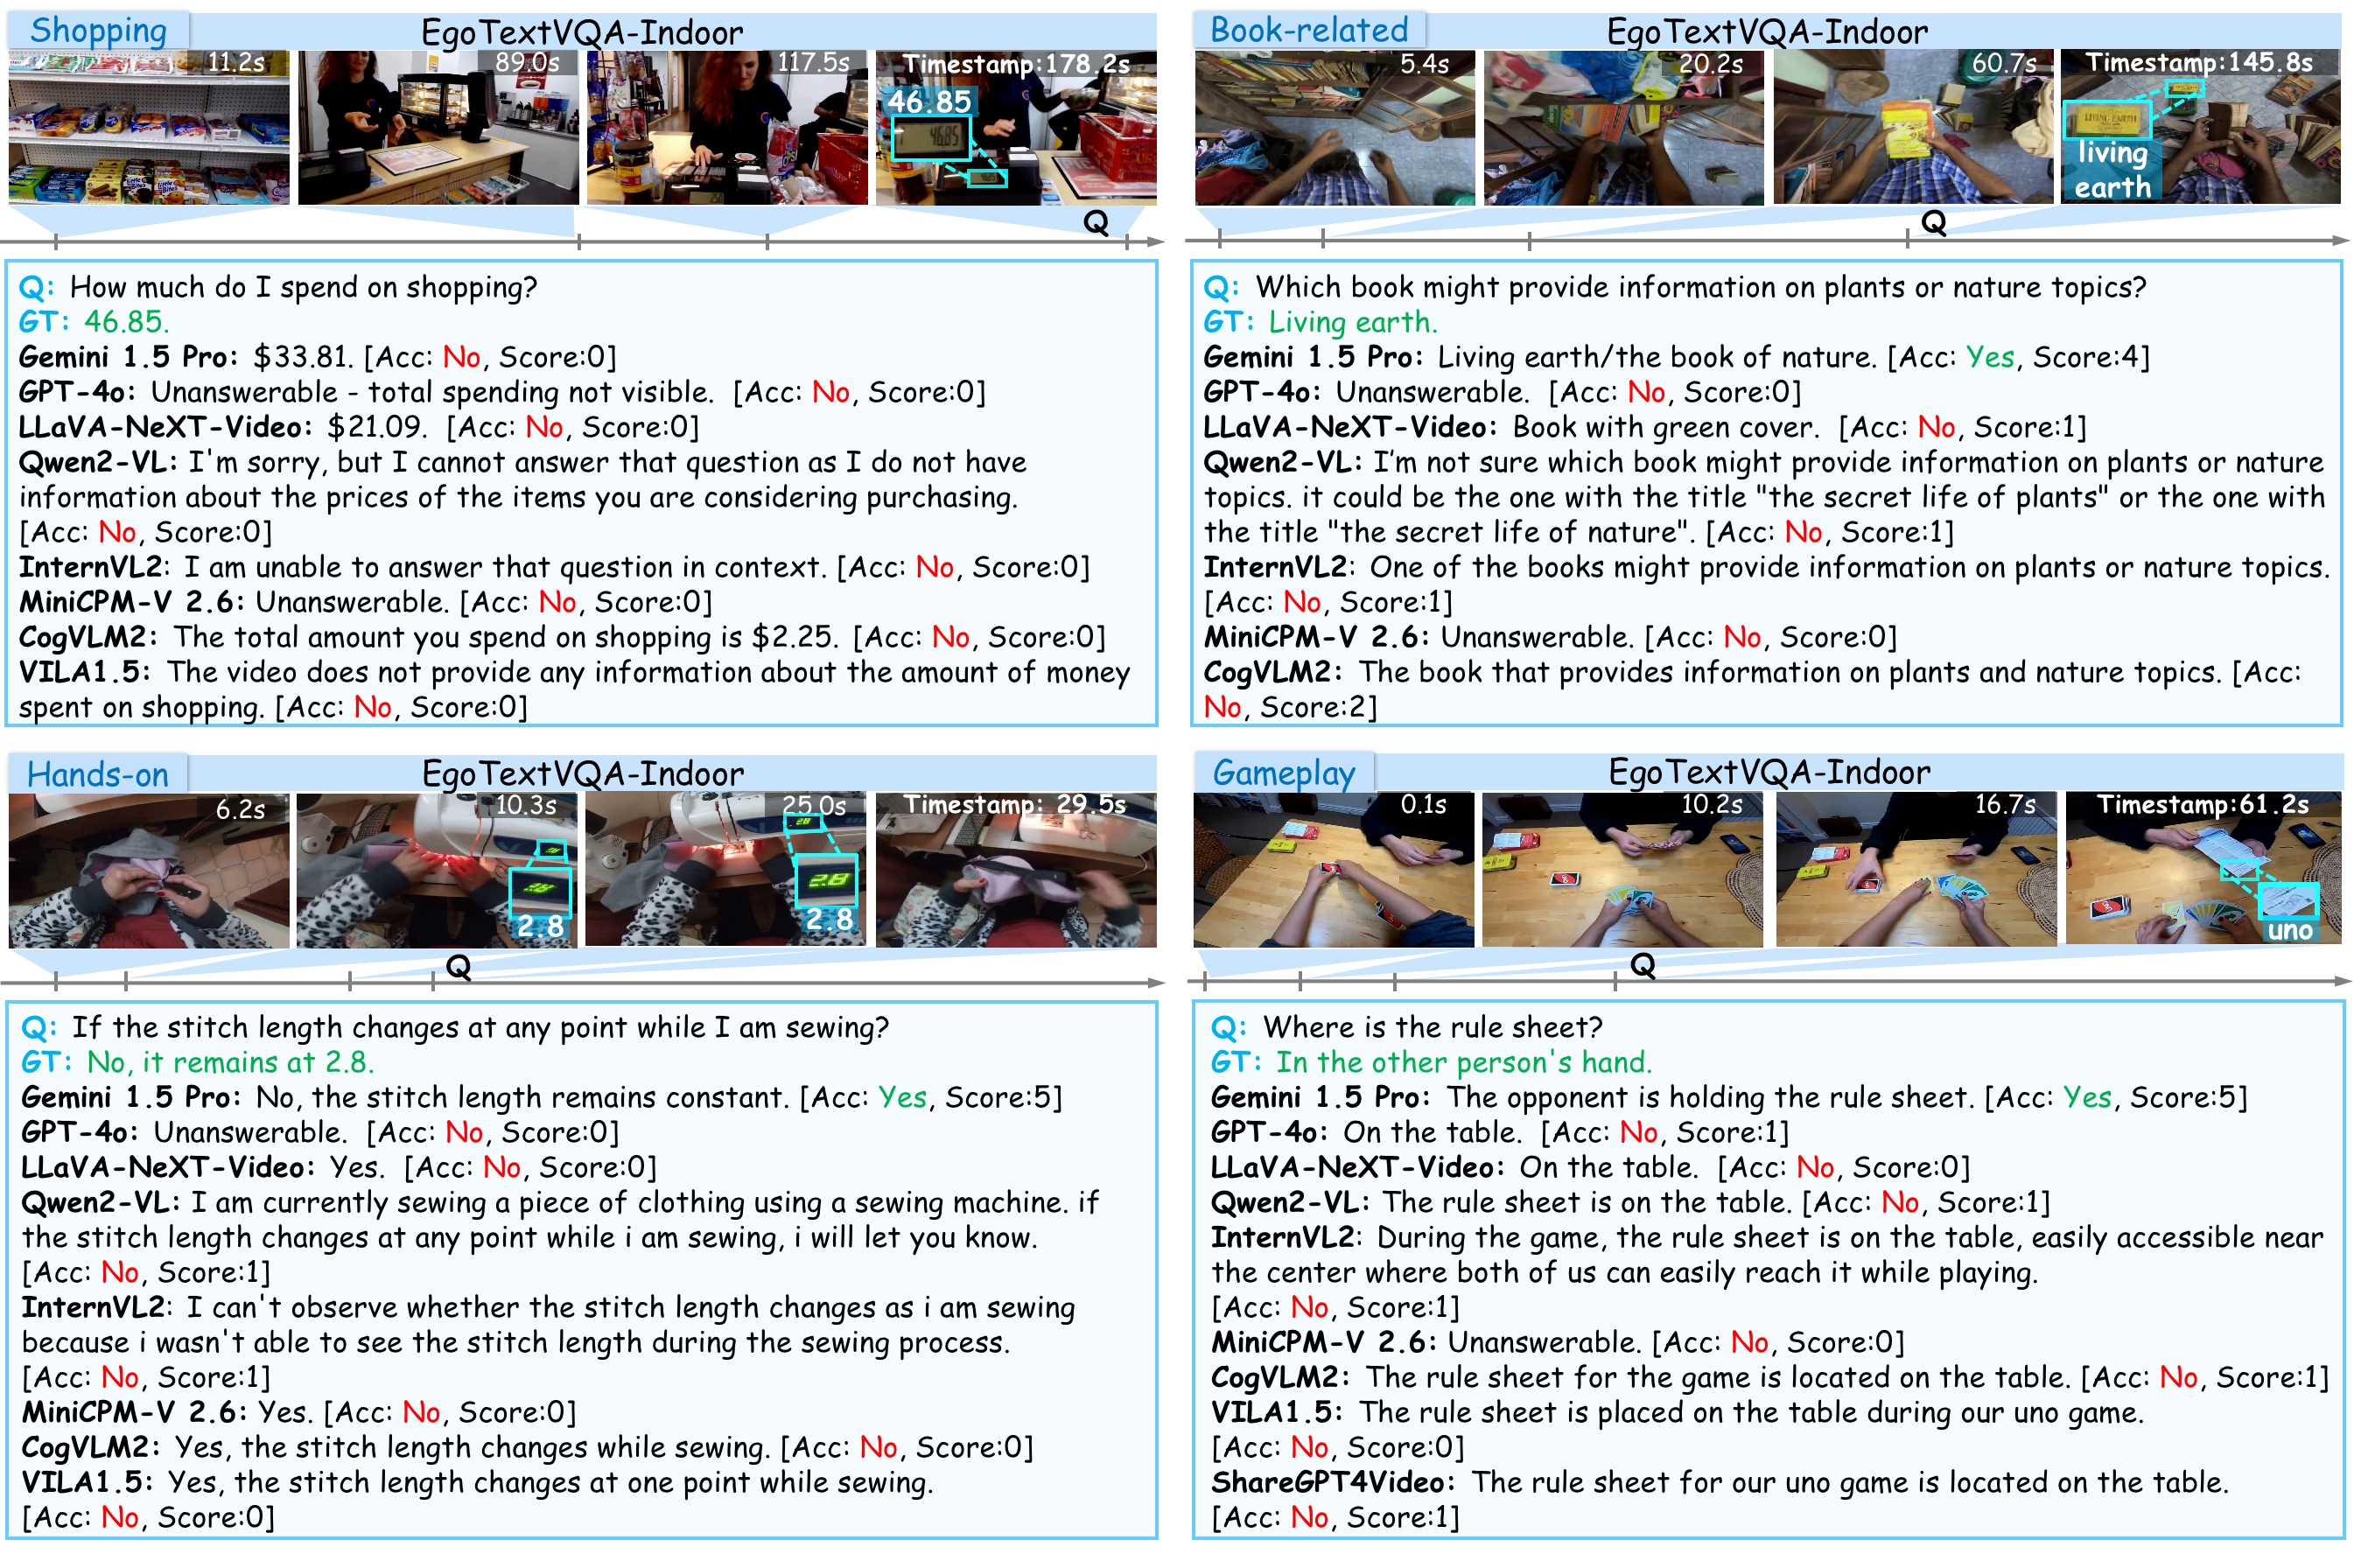 Shopping
EgoTextVQA-Indoor
11.2s
89.0s
117.5s
Timestamp:178.2s
46.85
46.85
Q
Q: How much do I spend on shopping?
GT: 46.85.
Gemini 1.5 Pro: $33.81. [Acc: No, Score:0]
GPT-4o: Unanswerable - total spending not visible. [Acc: No, Score:0]
LLaVA-NeXT-Video: $21.09. [Acc: No, Score:0]
Qwen2-VL: I'm sorry, but I cannot answer that question as I do not have
information about the prices of the items you are considering purchasing.
[Acc: No, Score:0]
InternVL2: I am unable to answer that question in context. [Acc: No, Score:0]
MiniCPM-V 2.6: Unanswerable. [Acc: No, Score:0]
CogVLM2: The total amount you spend on shopping is $2.25. [Acc: No, Score:0]
VILA1.5: The video does not provide any information about the amount of money
spent on shopping. [Acc: No, Score:0]
Book-related
EgoTextVQA-Indoor
5.4s
20.2s
60.7s
Timestamp:145.8s
LIVING EARTH
living
earth
Q
Q: Which book might provide information on plants or nature topics?
GT: Living earth.
Gemini 1.5 Pro: Living earth/the book of nature. [Acc: Yes, Score:4]
GPT-4o: Unanswerable. [Acc: No, Score:0]
LLaVA-NeXT-Video: Book with green cover. [Acc: No, Score:1]
Qwen2-VL: I’m not sure which book might provide information on plants or nature
topics. it could be the one with the title "the secret life of plants" or the one with
the title "the secret life of nature". [Acc: No, Score:1]
InternVL2: One of the books might provide information on plants or nature topics.
[Acc: No, Score:1]
MiniCPM-V 2.6: Unanswerable. [Acc: No, Score:0]
CogVLM2: The book that provides information on plants and nature topics. [Acc:
No, Score:2]
Hands-on
EgoTextVQA-Indoor
6.2s
10.3s
25.0s
Timestamp: 29.5s
2.8
2.8
2.8
2.8
2.8
Q
Q: If the stitch length changes at any point while I am sewing?
GT: No, it remains at 2.8.
Gemini 1.5 Pro: No, the stitch length remains constant. [Acc: Yes, Score:5]
GPT-4o: Unanswerable. [Acc: No, Score:0]
LLaVA-NeXT-Video: Yes. [Acc: No, Score:0]
Qwen2-VL: I am currently sewing a piece of clothing using a sewing machine. if
the stitch length changes at any point while i am sewing, i will let you know.
[Acc: No, Score:1]
InternVL2: I can't observe whether the stitch length changes as i am sewing
because i wasn't able to see the stitch length during the sewing process.
[Acc: No, Score:1]
MiniCPM-V 2.6: Yes. [Acc: No, Score:0]
CogVLM2: Yes, the stitch length changes while sewing. [Acc: No, Score:0]
VILA1.5: Yes, the stitch length changes at one point while sewing.
[Acc: No, Score:0]
Gameplay
EgoTextVQA-Indoor
0.1s
10.2s
16.7s
Timestamp:61.2s
uno
Q
Q: Where is the rule sheet?
GT: In the other person's hand.
Gemini 1.5 Pro: The opponent is holding the rule sheet. [Acc: Yes, Score:5]
GPT-4o: On the table. [Acc: No, Score:1]
LLaVA-NeXT-Video: On the table. [Acc: No, Score:0]
Qwen2-VL: The rule sheet is on the table. [Acc: No, Score:1]
InternVL2: During the game, the rule sheet is on the table, easily accessible near
the center where both of us can easily reach it while playing.
[Acc: No, Score:1]
MiniCPM-V 2.6: Unanswerable. [Acc: No, Score:0]
CogVLM2: The rule sheet for the game is located on the table. [Acc: No, Score:1]
VILA1.5: The rule sheet is placed on the table during our uno game.
[Acc: No, Score:0]
ShareGPT4Video: The rule sheet for our uno game is located on the table.
[Acc: No, Score:1]